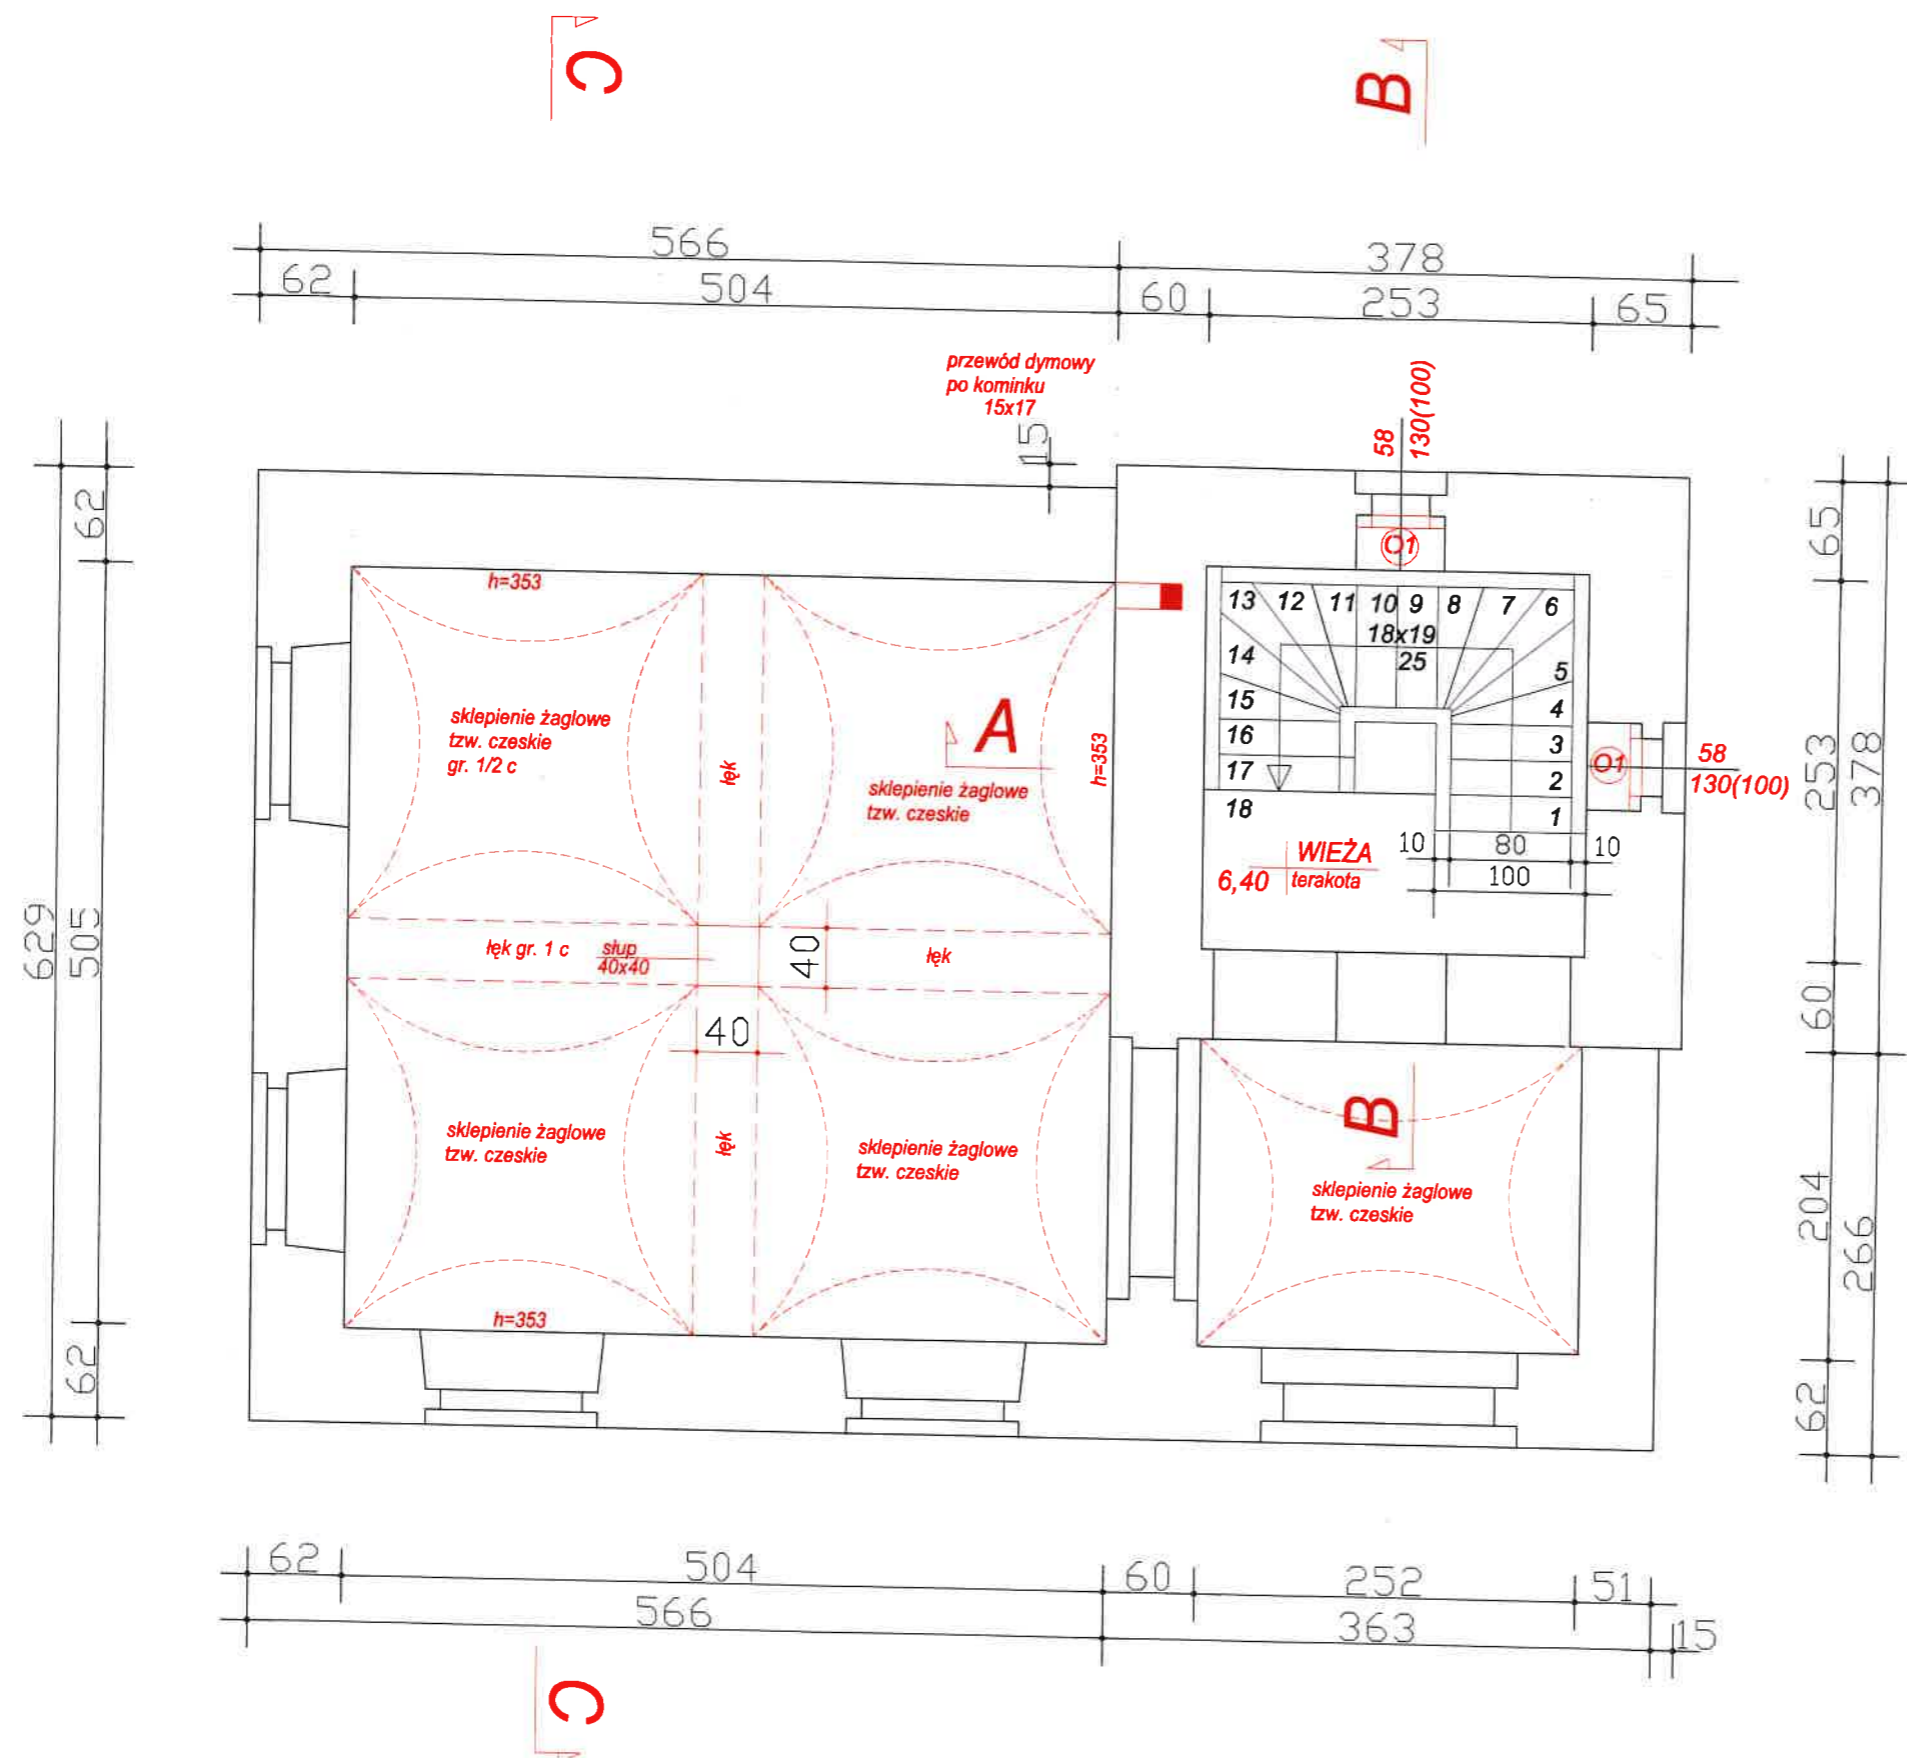 C
B
566
378
62
504
60
253
65
przewód dymowy
po kominku
15x17
15
58
130(100)
62
65
O1
h=353
13
12
11
10
9
8
7
6
18x19
25
14
5
15
4
16
3
17
2
18
1
sklepienie żaglowe
tzw. czeskie
gr. 1/2 c
łęk
A
h=353
sklepienie żaglowe
tzw. czeskie
O1
58
130(100)
253
378
WIEŻA
6,40
terakota
10
80
10
100
629
505
łęk gr. 1 c
słup
40x40
40
łęk
40
60
sklepienie żaglowe
tzw. czeskie
łęk
sklepienie żaglowe
tzw. czeskie
B
sklepienie żaglowe
tzw. czeskie
204
266
h=353
62
62
62
504
60
252
51
566
363
15
C